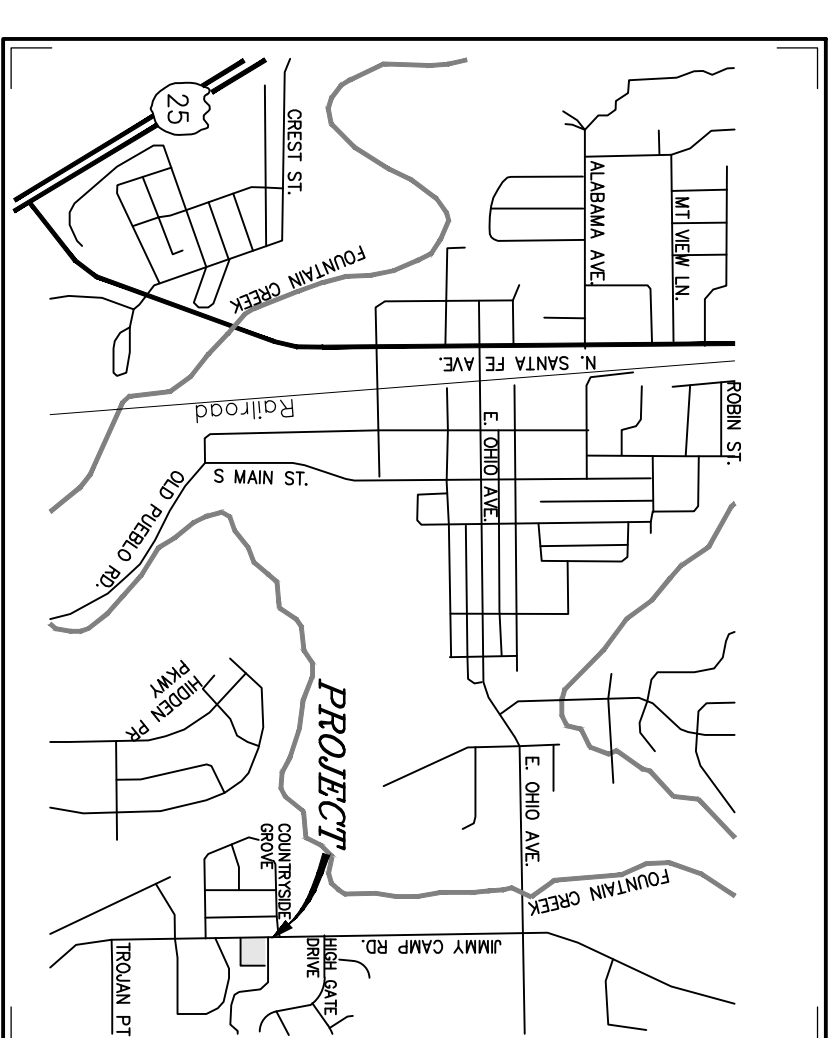 25
CREST ST.
FOUNTAIN CREEK
ALABAMA AVE.
MT VIEW LN.
N. SANTA FE AVE.
Railroad
ROBIN ST.
E. OHIO AVE.
S MAIN ST.
OLD PUEBLO RD.
HIDDEN PR
PKWY
PROJECT
E. OHIO AVE.
COUNTRYSIDE
GROVE
FOUNTAIN CREEK
JIMMY CAMP RD.
HIGH GATE
DRIVE
TROJAN PT